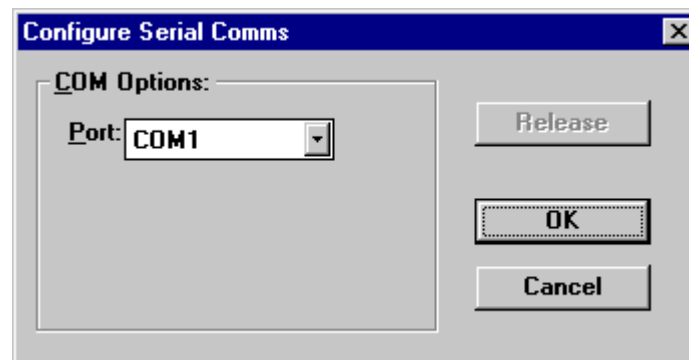 Configure Serial Comms
COM Options:
Port: COM1
Release
OK
Cancel